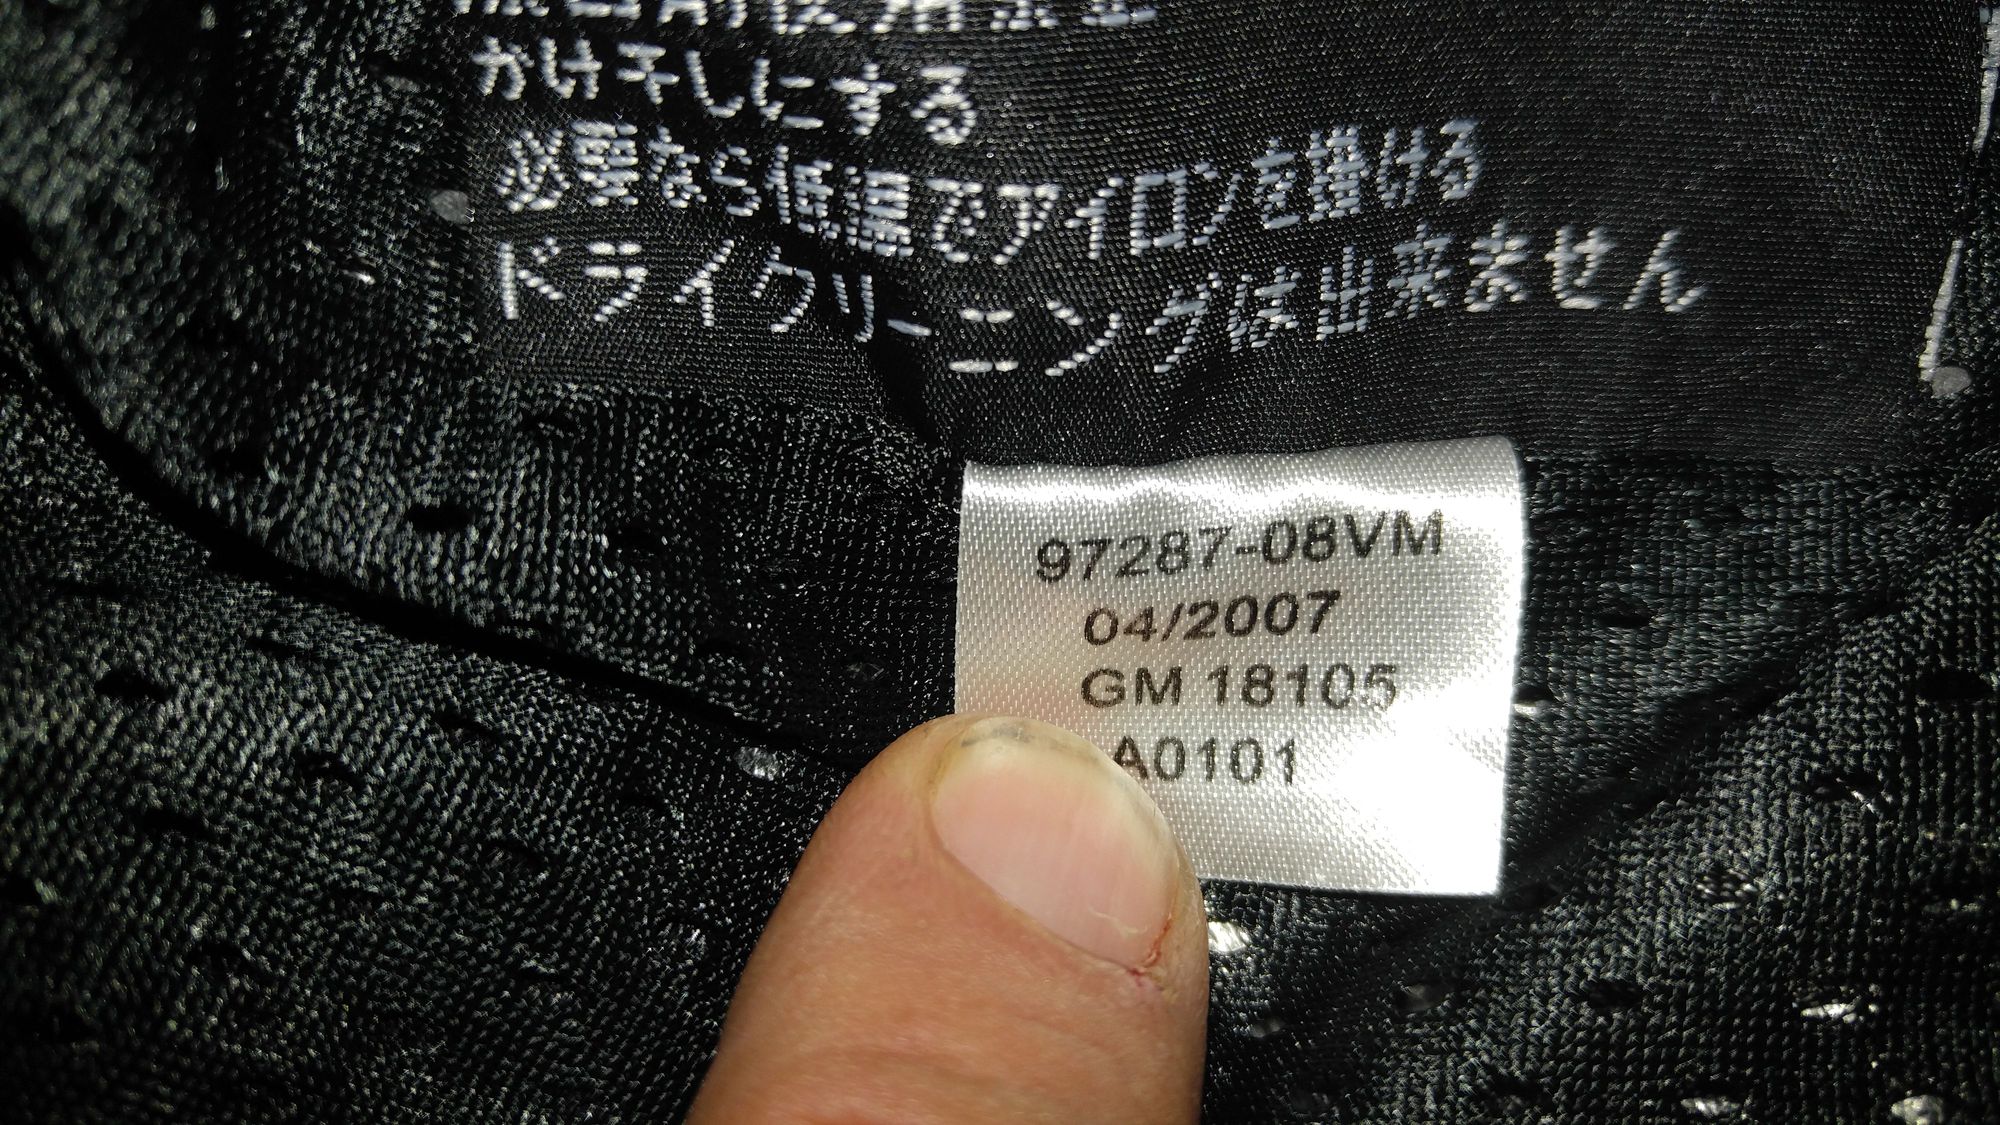 かけ干しにする
必要なら低温でアイロンを掛ける
ドライクリーニングは出来ません
97287-08VM
04/2007
GM 18105
A0101